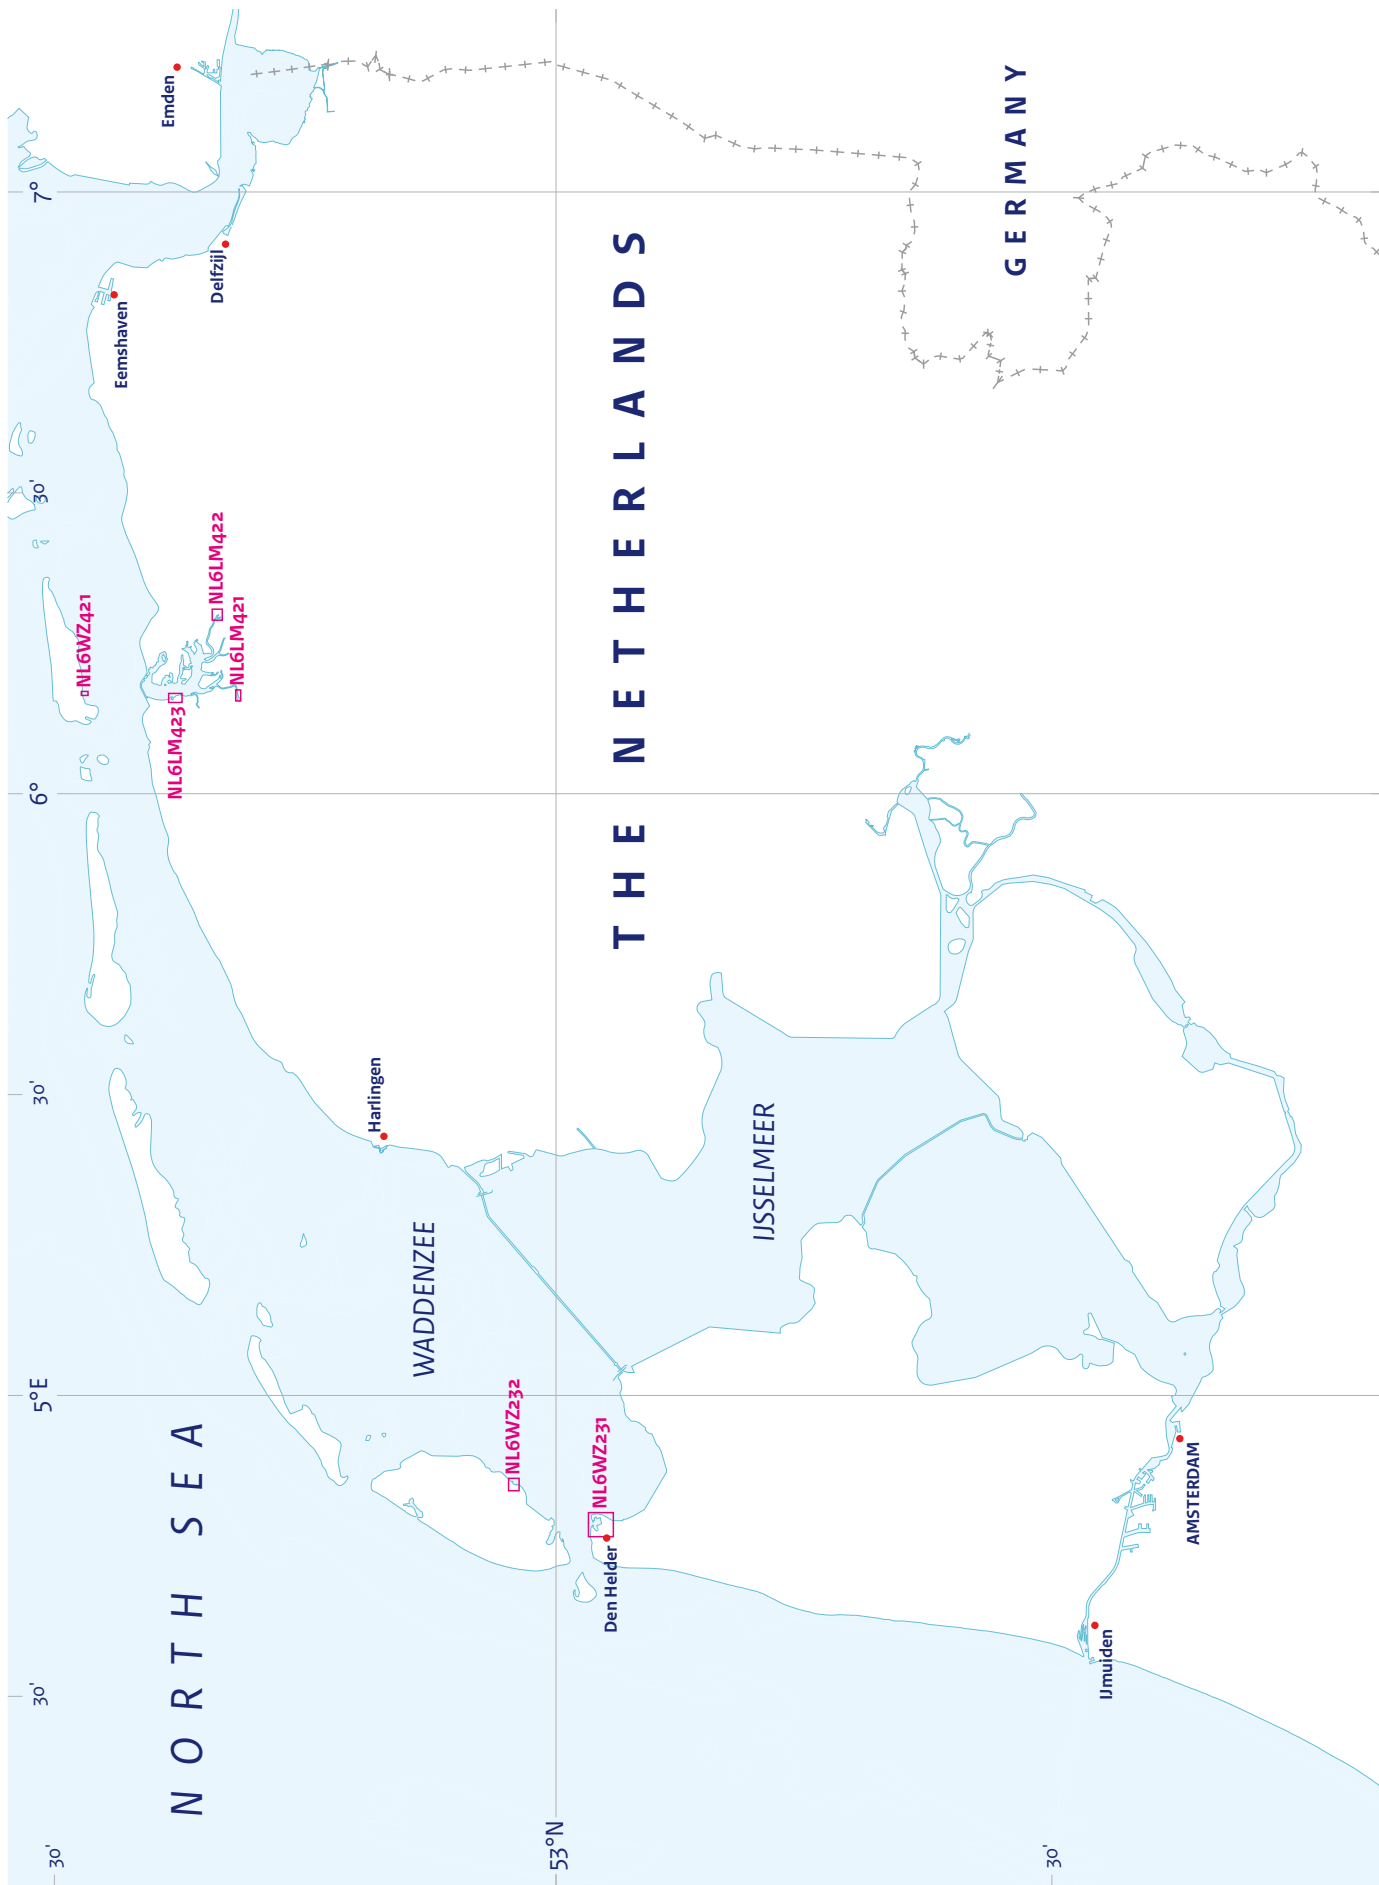 30'
5°E
30'
6°
30'
7°
30'
NL6WZ421
Eemshaven
Emden
NL6LM423
NORTH SEA
NL6LM422
Delfzijl
NL6LM421
Harlingen
WADDENZEE
NL6WZ232
53°N
NL6WZ231
Den Helder
THE NETHERLANDS
IJSSELMEER
GERMANY
30'
IJmuiden
AMSTERDAM